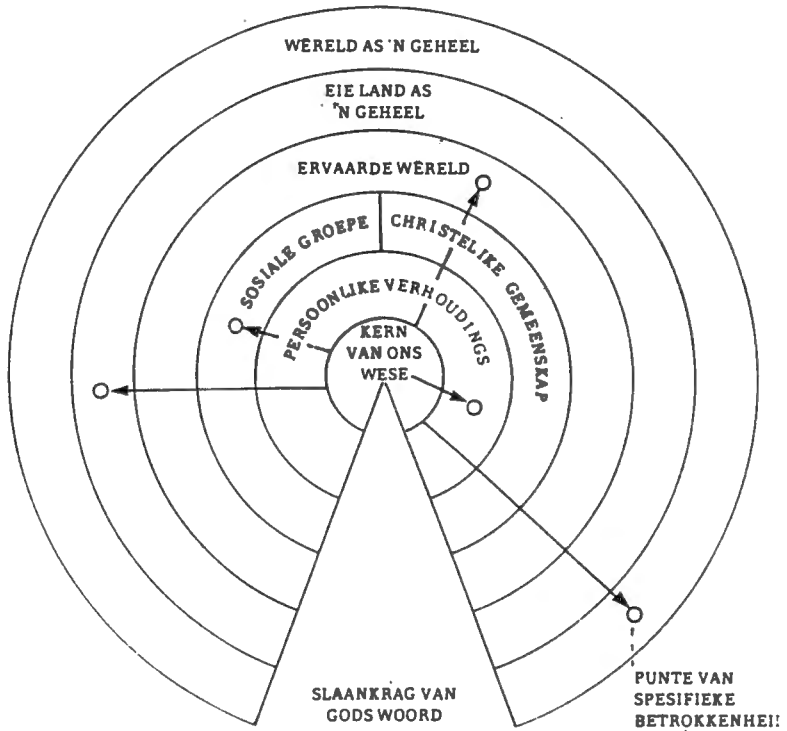 WÊRELD AS 'N GEHEEL
EIE LAND AS
'N GEHEEL
ERVAARDE WÊRELD
SOSIALE GROEPE
CHRISTELIKE GEMEENSKAP
PERSOONLIKE VERHOUDINGS
KERN
VAN ONS
WESE
SLAANKRAG VAN
GODS WOORD
PUNTE VAN
SPESIFIEKE
BETROKKENHEI!